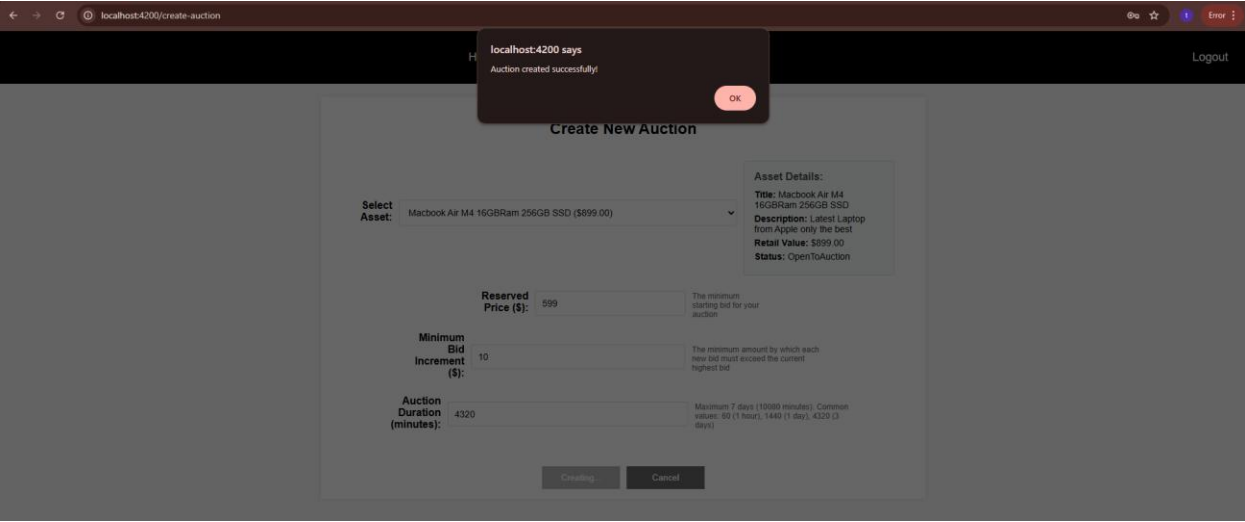 localhost:4200/create-auction
1
Error
localhost:4200 says
Auction created successfully!
OK
H
Logout
Create New Auction
Select
Asset:
Macbook Air M4 16GBRam 256GB SSD ($899.00)
Asset Details:
Title: Macbook Air M4
16GBRam 256GB SSD
Description: Latest Laptop
from Apple only the best
Retail Value: $899.00
Status: OpenToAuction
Reserved
Price ($):
599
The minimum
starting bid for your
auction
Minimum
Bid
Increment
($):
10
The minimum amount by which each
new bid must exceed the current
highest bid
Auction
Duration
(minutes):
4320
Maximum 7 days (10080 minutes). Common
values: 60 (1 hour), 1440 (1 day), 4320 (3
days)
Creating...
Cancel